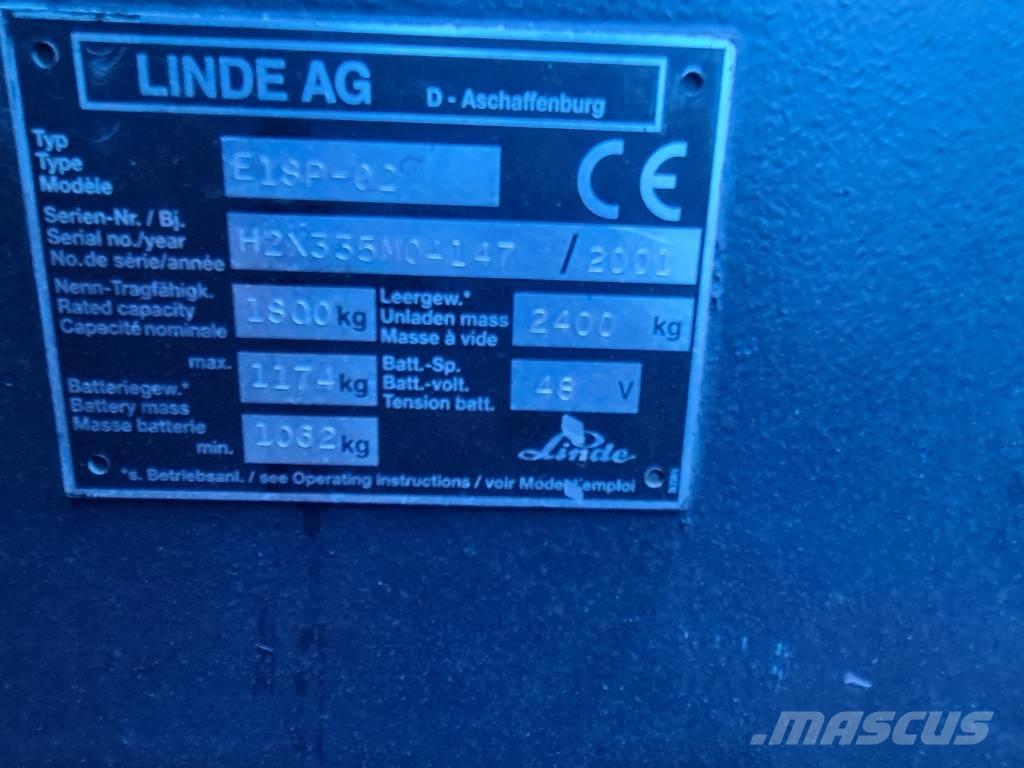 LINDE AG D - Aschaffenburg
Typ
Type
Modèle
E18P-02
CE
Serien-Nr. / Bj.
Serial no./year
No.de série/année
H2X335M04147 / 2001
Nenn-Tragfähigk.
Rated capacity
Capacité nominale
1800 kg
Leergew.*
Unladen mass
Masse à vide
2400 kg
Batteriegew.*
Battery mass
Masse batterie
max. 1174 kg
min. 1062 kg
Batt.-Sp.
Batt.-volt.
Tension batt.
48 V
Linde
*s. Betriebsanl. / see Operating Instructions / voir Mode d'emploi
MASCUS